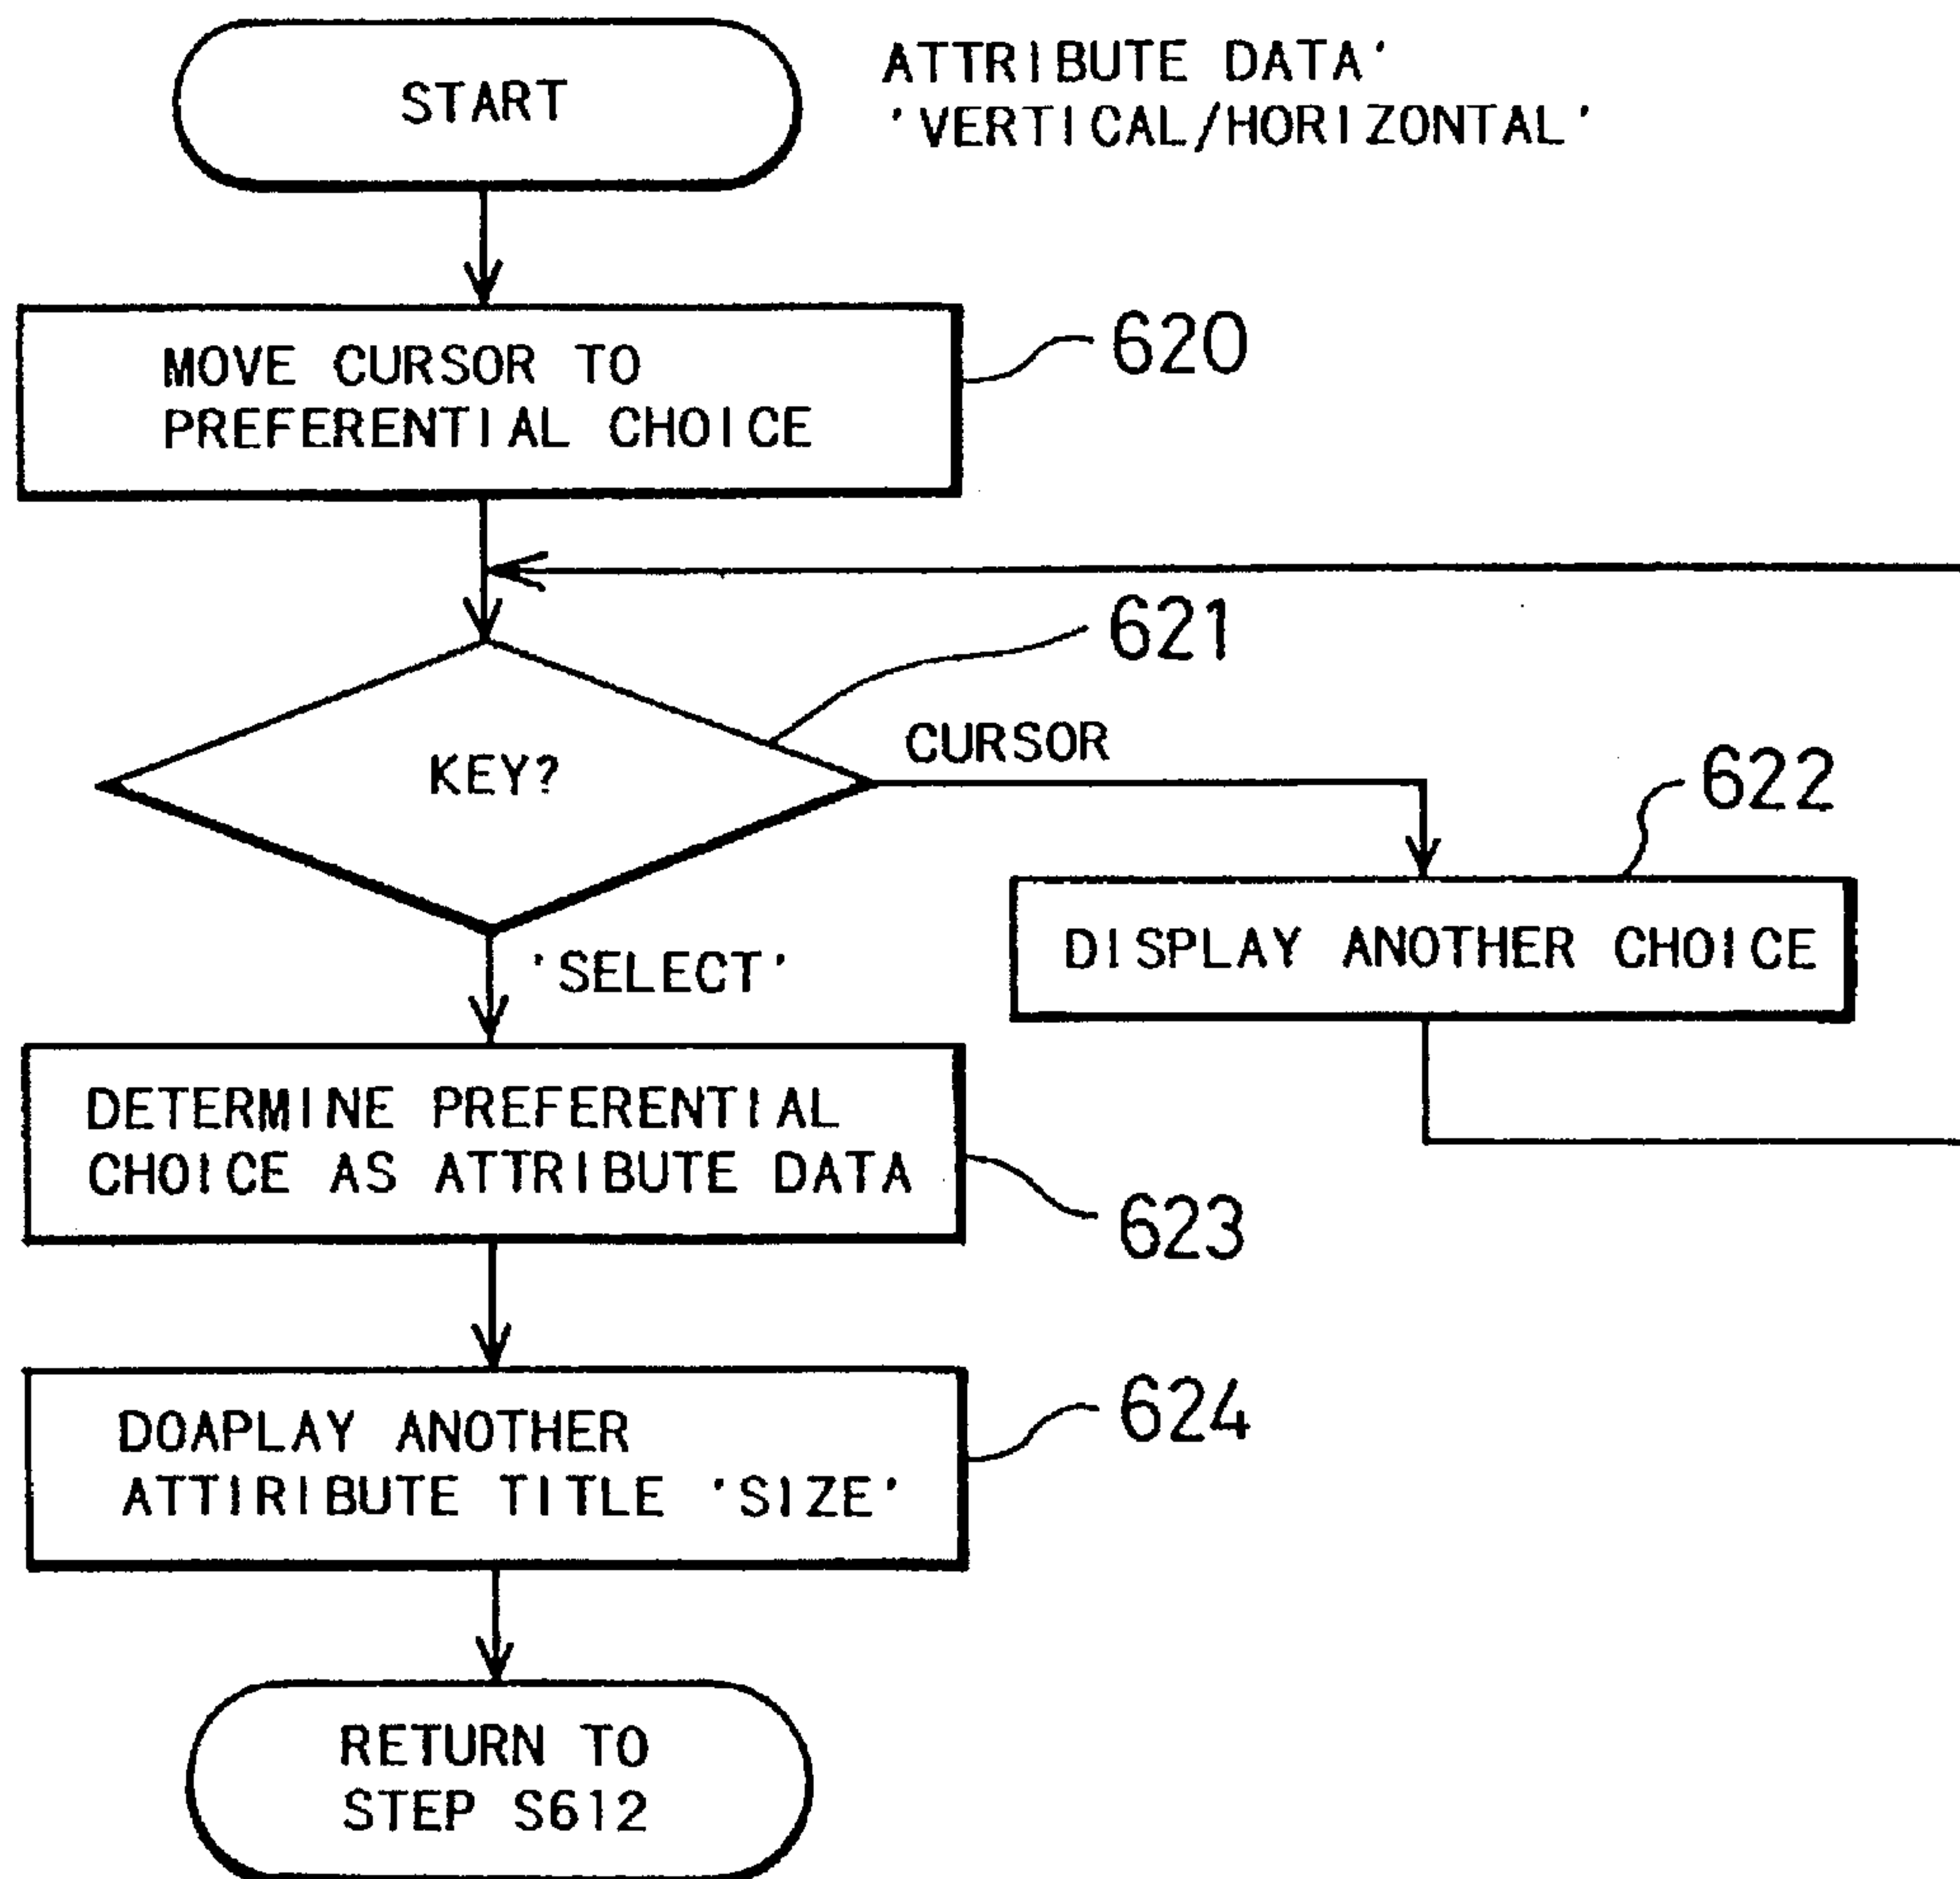 START
ATTRIBUTE DATA'
'VERTICAL/HORIZONTAL'
MOVE CURSOR TO
PREFERENTIAL CHOICE
620
621
KEY?
CURSOR
622
DISPLAY ANOTHER CHOICE
'SELECT'
DETERMINE PREFERENTIAL
CHOICE AS ATTRIBUTE DATA
623
DOAPLAY ANOTHER
ATTIRIBUTE TITLE 'SIZE'
624
RETURN TO
STEP S612